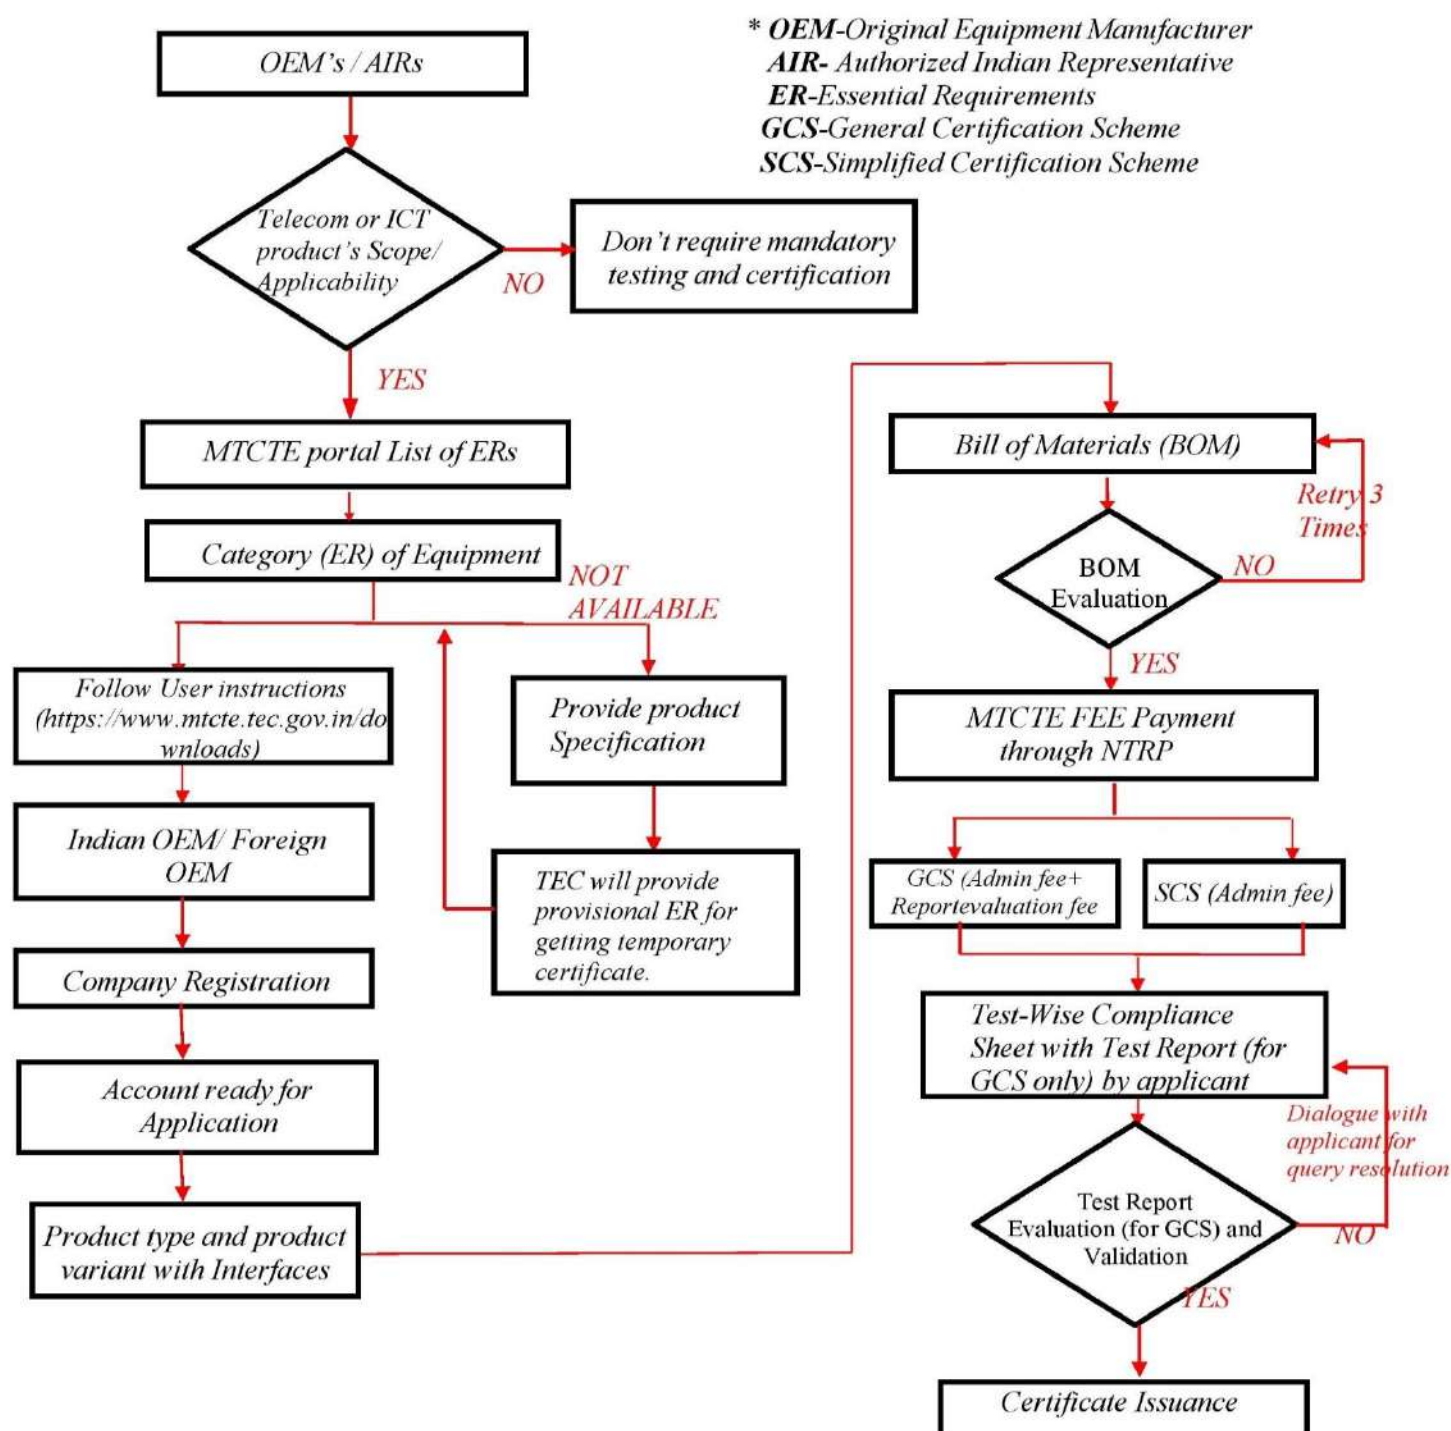 * OEM-Original Equipment Manufacturer
AIR- Authorized Indian Representative
ER-Essential Requirements
GCS-General Certification Scheme
SCS-Simplified Certification Scheme
OEM's / AIRs
Telecom or ICT
product's Scope/
Applicability
NO
Don't require mandatory
testing and certification
YES
MTCTE portal List of ERs
Category (ER) of Equipment
NOT
AVAILABLE
Follow User instructions
(https://www.mtcte.tec.gov.in/do
wnloads)
Provide product
Specification
Indian OEM/ Foreign
OEM
TEC will provide
provisional ER for
getting temporary
certificate.
Company Registration
Account ready for
Application
Product type and product
variant with Interfaces
Bill of Materials (BOM)
Retry 3
Times
BOM
Evaluation
NO
YES
MTCTE FEE Payment
through NTRP
GCS (Admin fee+
Reportevaluation fee
SCS (Admin fee)
Test-Wise Compliance
Sheet with Test Report (for
GCS only) by applicant
Dialogue with
applicant for
query resolution
Test Report
Evaluation (for GCS) and
Validation
NO
YES
Certificate Issuance